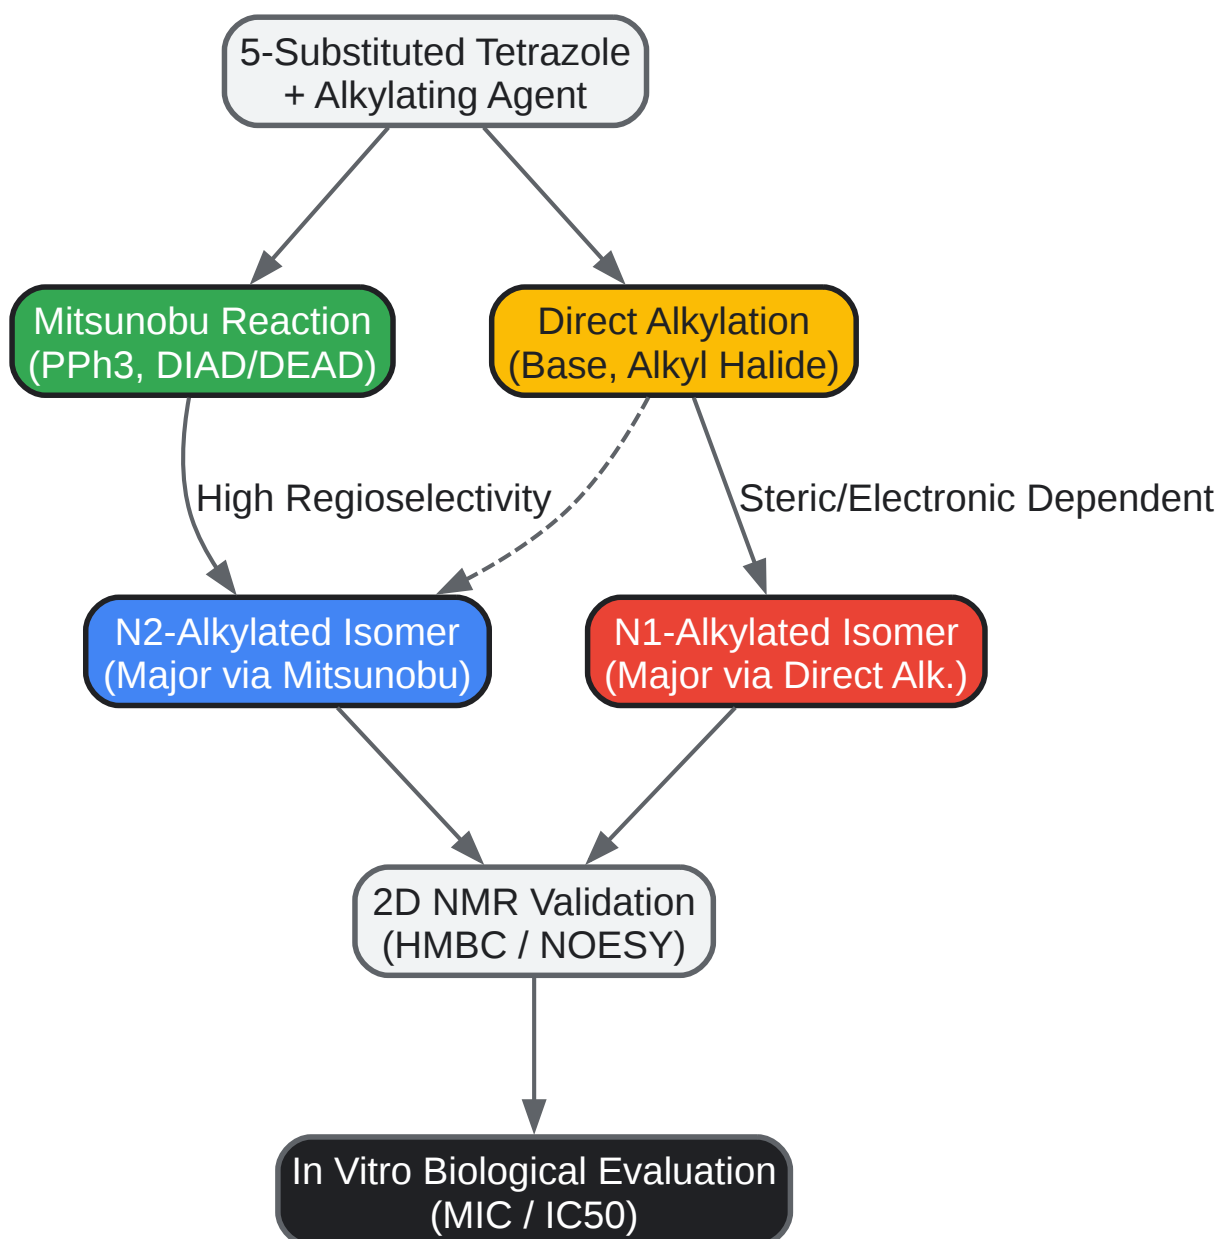 5-Substituted Tetrazole
+ Alkylating Agent
Mitsunobu Reaction
(PPh3, DIAD/DEAD)
Direct Alkylation
(Base, Alkyl Halide)
High Regioselectivity
Steric/Electronic Dependent
N2-Alkylated Isomer
(Major via Mitsunobu)
N1-Alkylated Isomer
(Major via Direct Alk.)
2D NMR Validation
(HMBC / NOESY)
In Vitro Biological Evaluation
(MIC / IC50)